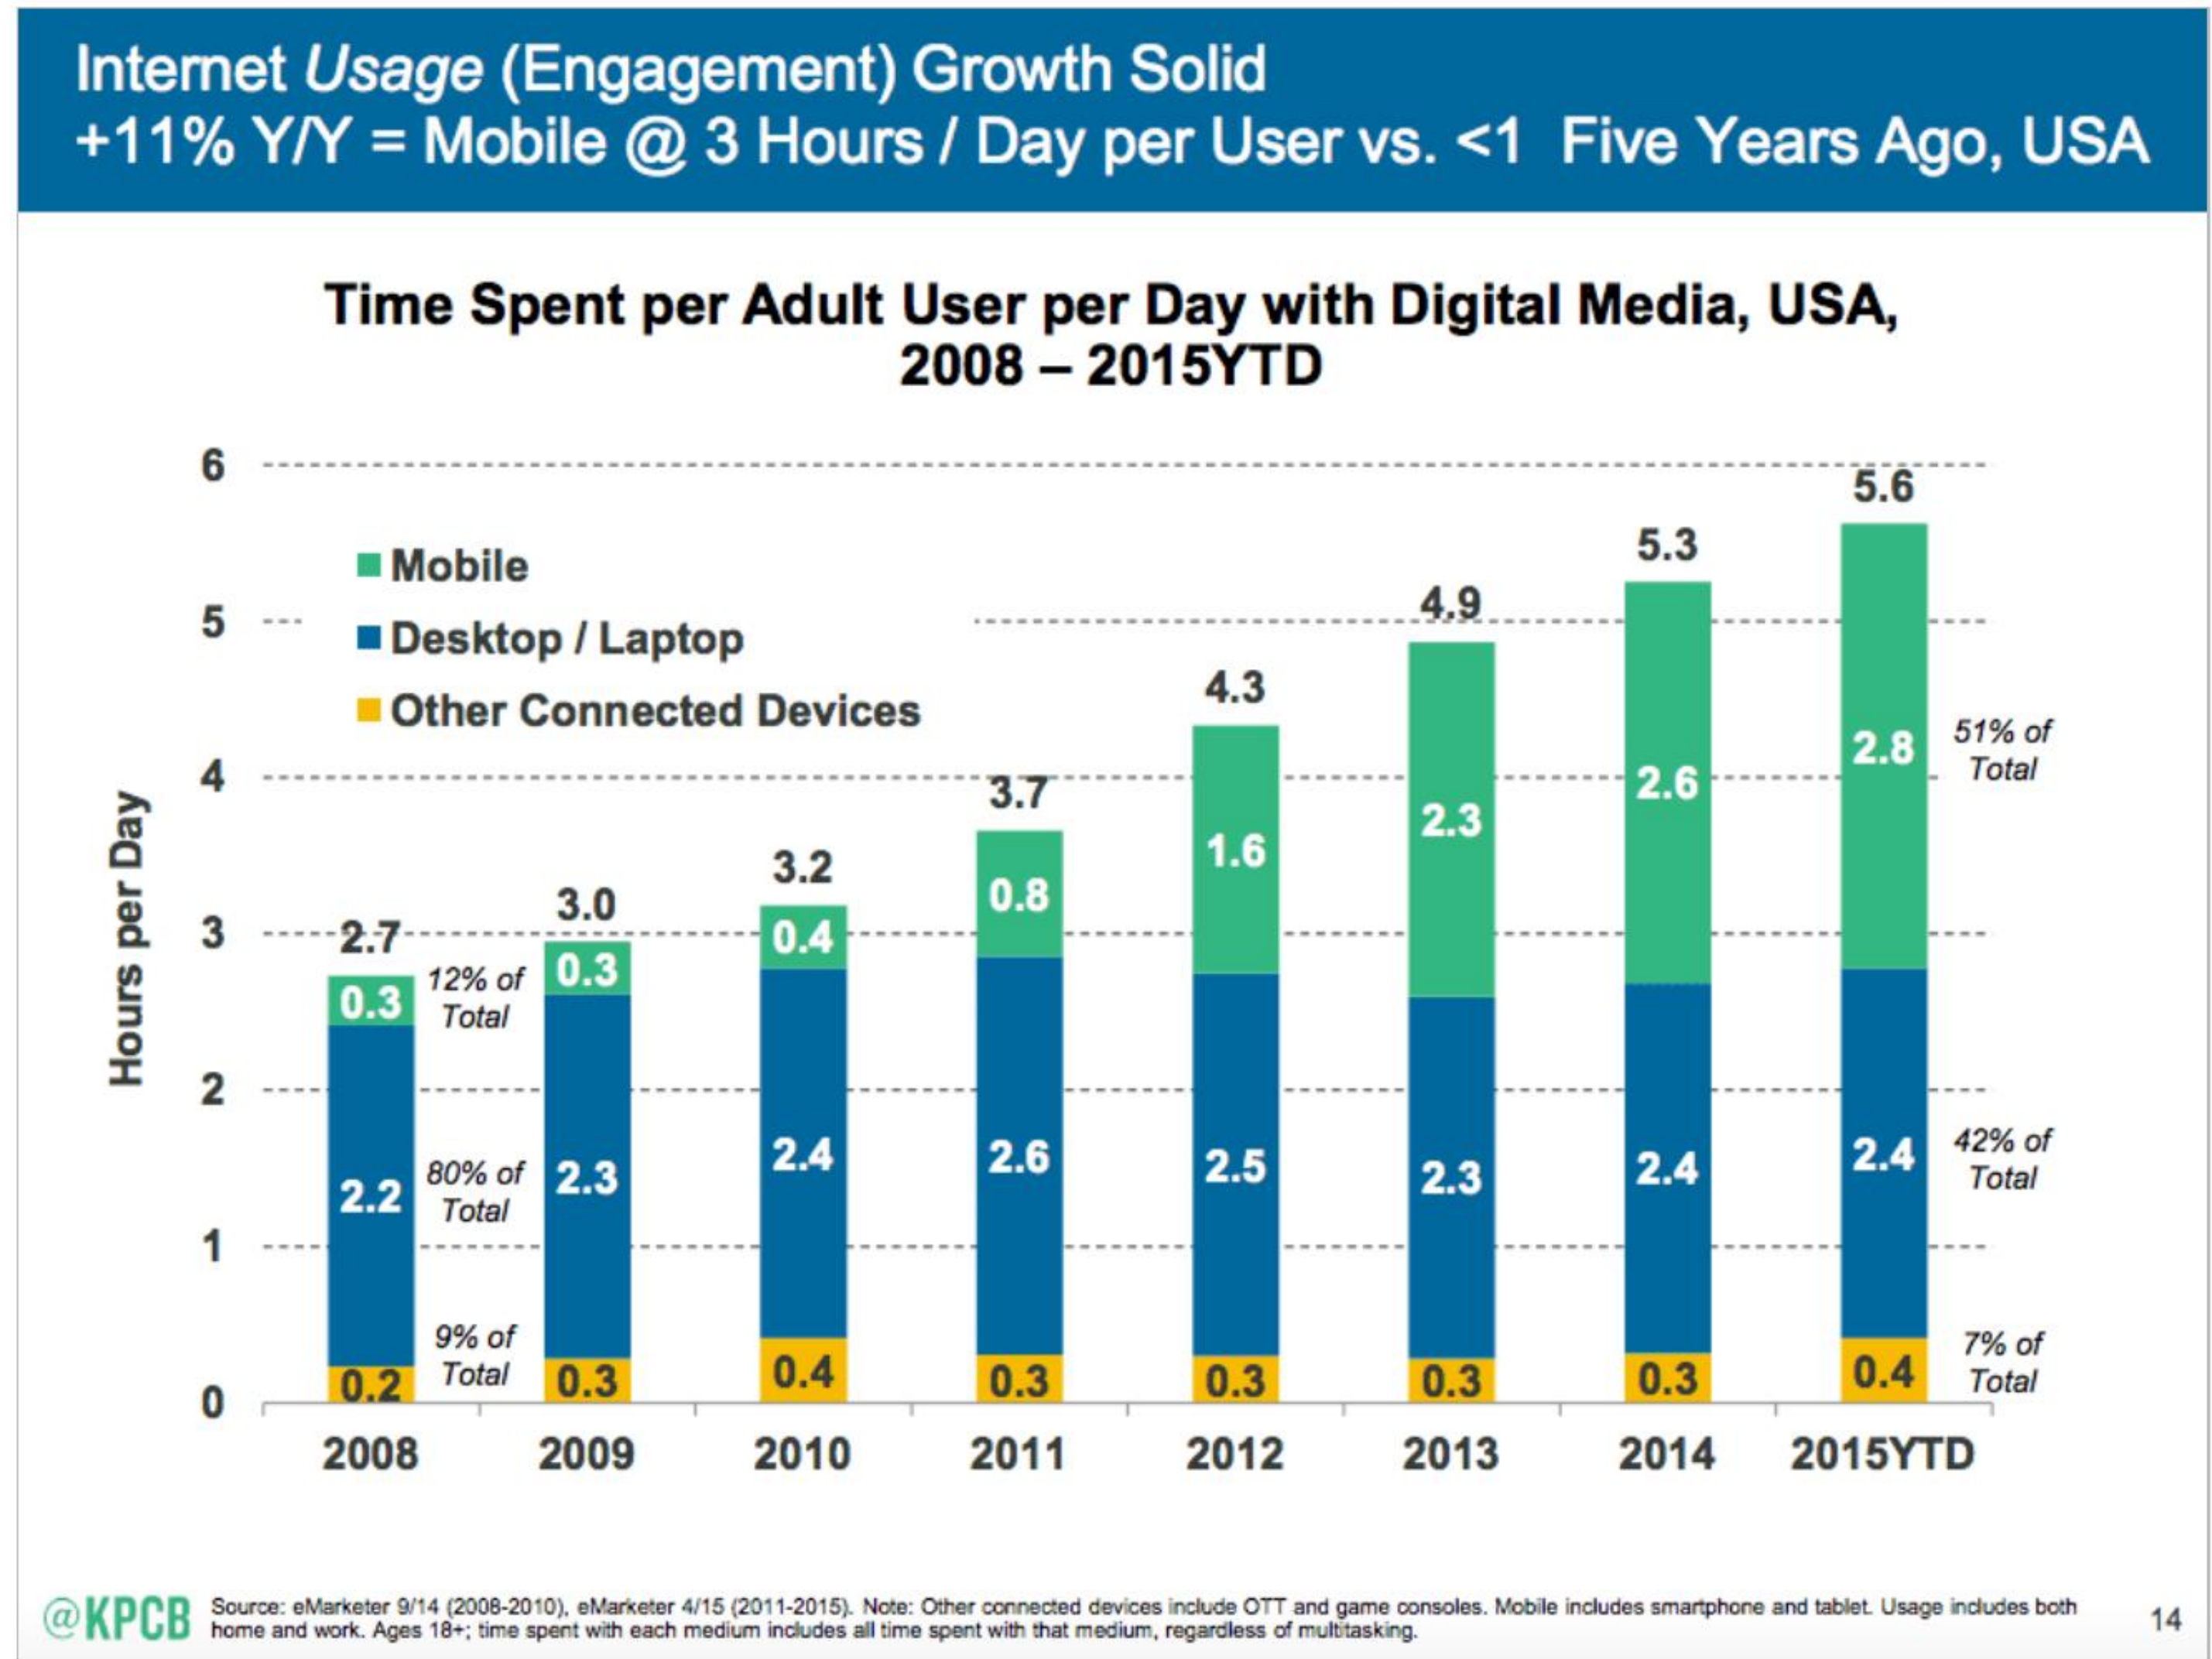 Internet Usage (Engagement) Growth Solid
+11% Y/Y = Mobile @ 3 Hours / Day per User vs. <1 Five Years Ago, USA
Time Spent per Adult User per Day with Digital Media, USA,
2008 – 2015YTD
Hours per Day
6
5
4
3
2
1
0
Mobile
Desktop / Laptop
Other Connected Devices
2.7
0.3
2.2
0.2
12% of
Total
80% of
Total
9% of
Total
3.0
0.3
2.3
0.3
3.2
0.4
2.4
0.4
3.7
0.8
2.6
0.3
4.3
1.6
2.5
0.3
4.9
2.3
2.3
0.3
5.3
2.6
2.4
0.3
5.6
2.8
2.4
0.4
51% of
Total
42% of
Total
7% of
Total
2008
2009
2010
2011
2012
2013
2014
2015YTD
@KPCB
Source: eMarketer 9/14 (2008-2010), eMarketer 4/15 (2011-2015). Note: Other connected devices include OTT and game consoles. Mobile includes smartphone and tablet. Usage includes both
home and work. Ages 18+; time spent with each medium includes all time spent with that medium, regardless of multitasking.
14